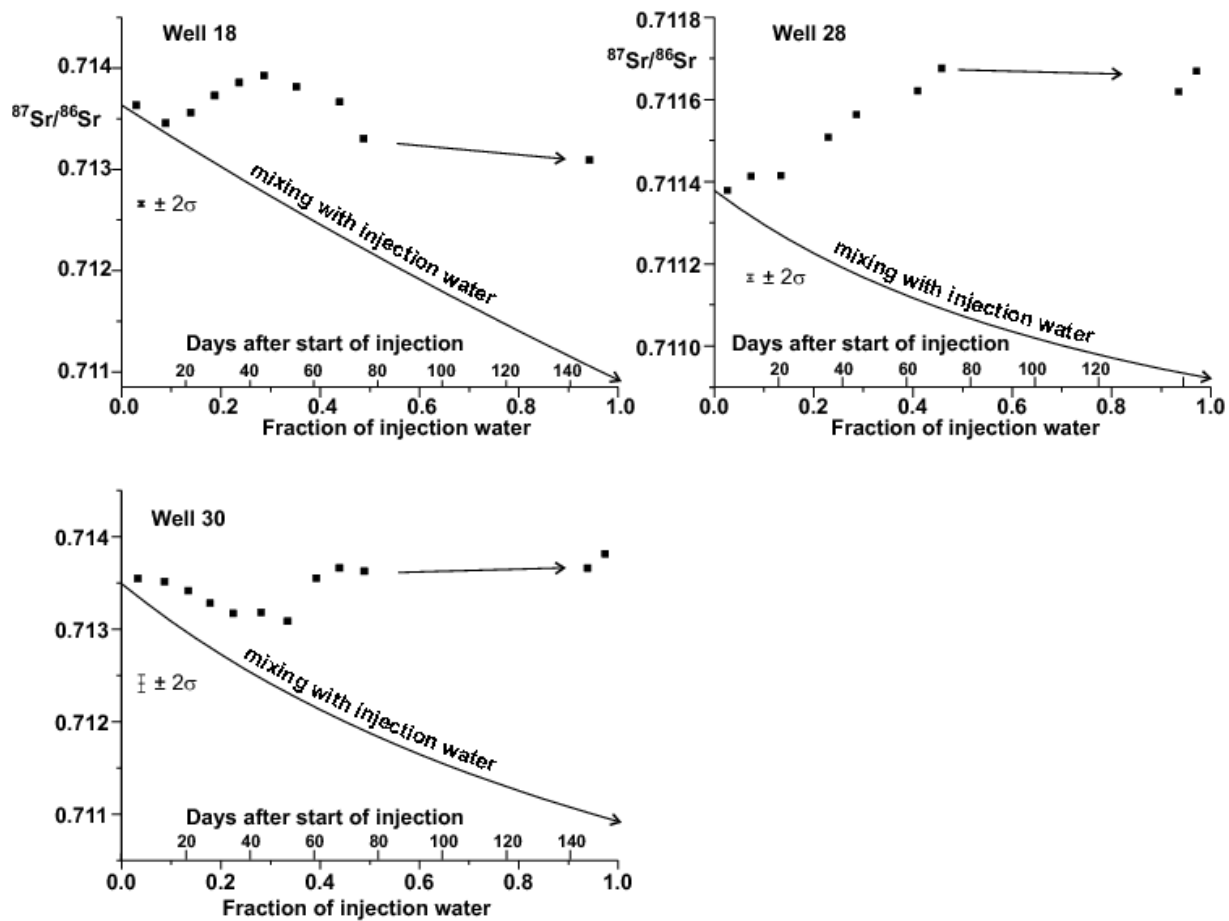 Well 18
0.714
⁸⁷Sr/⁸⁶Sr
0.713
± 2σ
0.712
0.711
mixing with injection water
Days after start of injection
20 40 60 80 100 120 140
0.0 0.2 0.4 0.6 0.8 1.0
Fraction of injection water
0.7118
Well 28
⁸⁷Sr/⁸⁶Sr
0.7116
0.7114
0.7112
± 2σ
0.7110
mixing with injection water
Days after start of injection
20 40 60 80 100 120
0.0 0.2 0.4 0.6 0.8 1.0
Fraction of injection water
Well 30
0.714
0.713
± 2σ
0.712
0.711
mixing with injection water
Days after start of injection
20 40 60 80 100 120 140
0.0 0.2 0.4 0.6 0.8 1.0
Fraction of injection water